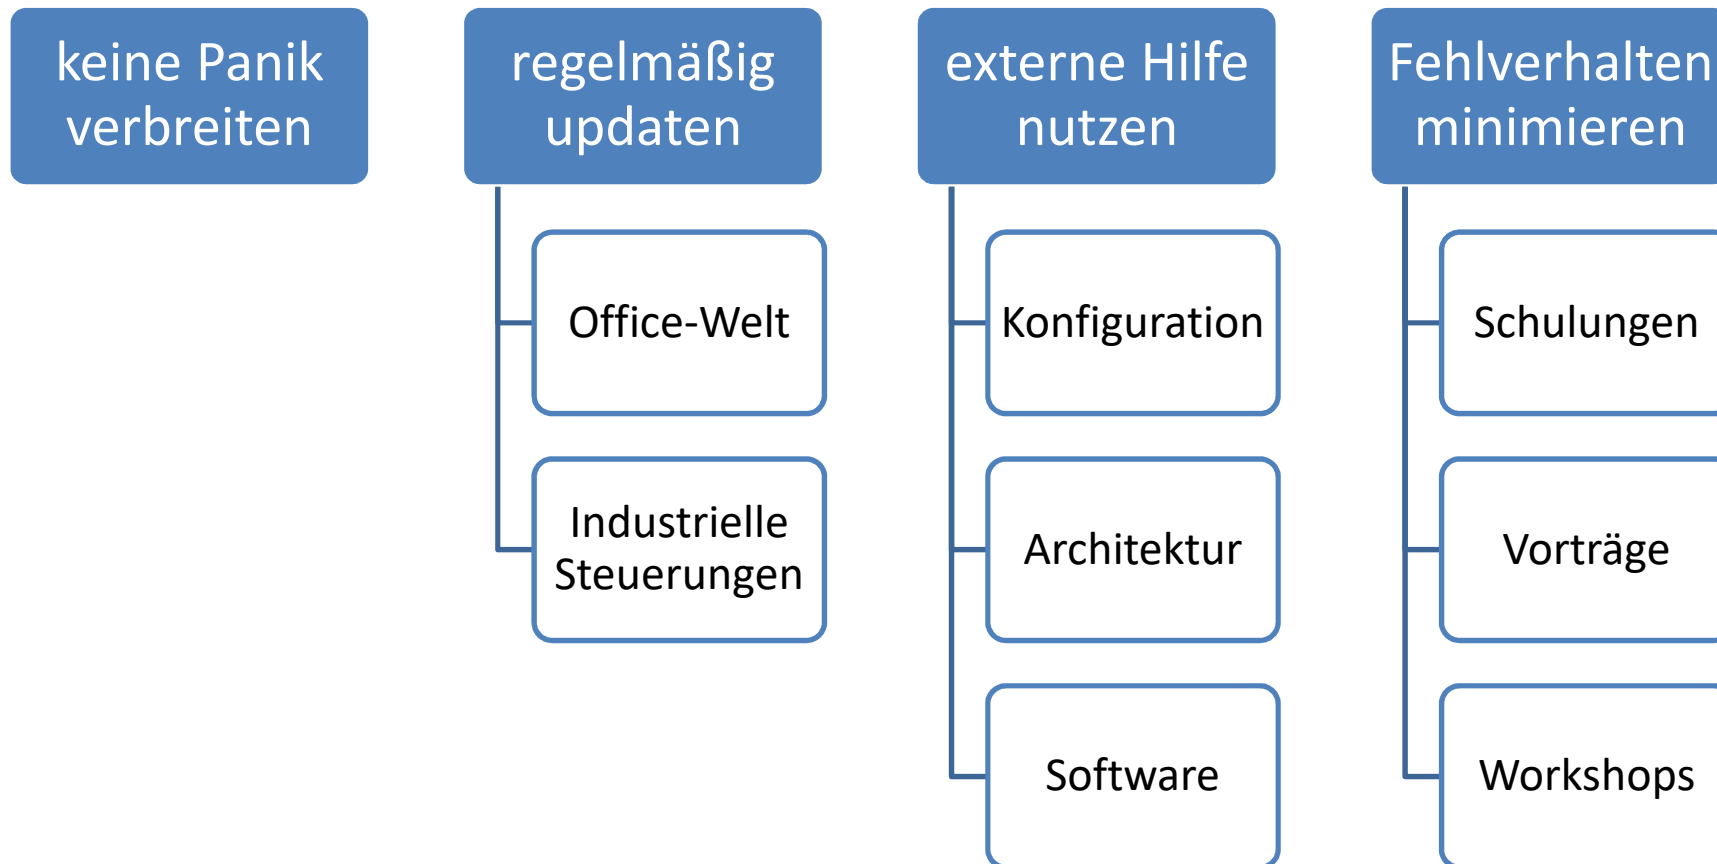 keine Panik
verbreiten
regelmäßig
updaten
Office-Welt
Industrielle
Steuerungen
externe Hilfe
nutzen
Konfiguration
Architektur
Software
Fehlverhalten
minimieren
Schulungen
Vorträge
Workshops